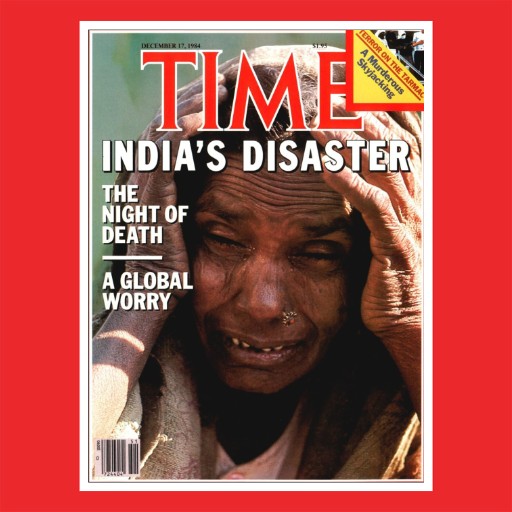 DECEMBER 17, 1984
$1.95
TIME
TERROR ON THE TARMAC
A Murderous
Skyjacking
INDIA'S DISASTER
THE
NIGHT OF
DEATH
A GLOBAL
WORRY